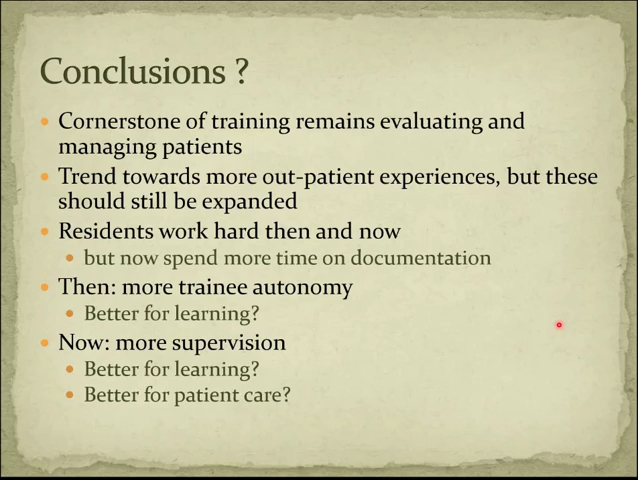 Conclusions ?
Cornerstone of training remains evaluating and
managing patients
Trend towards more out-patient experiences, but these
should still be expanded
Residents work hard then and now
but now spend more time on documentation
Then: more trainee autonomy
Better for learning?
Now: more supervision
Better for learning?
Better for patient care?